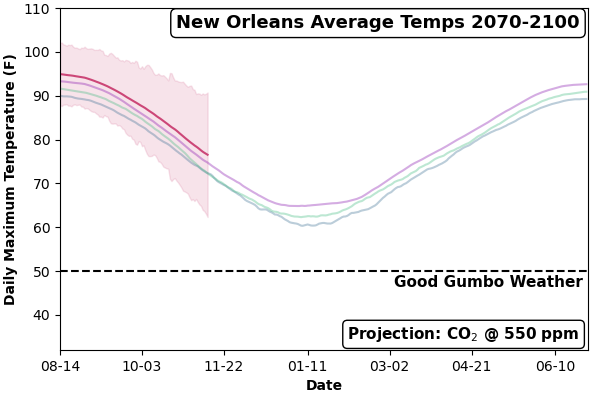 New Orleans Average Temps 2070-2100
Daily Maximum Temperature (F)
110
100
90
80
70
60
50
40
Good Gumbo Weather
Projection: CO₂ @ 550 ppm
08-14 10-03 11-22 01-11 03-02 04-21 06-10
Date